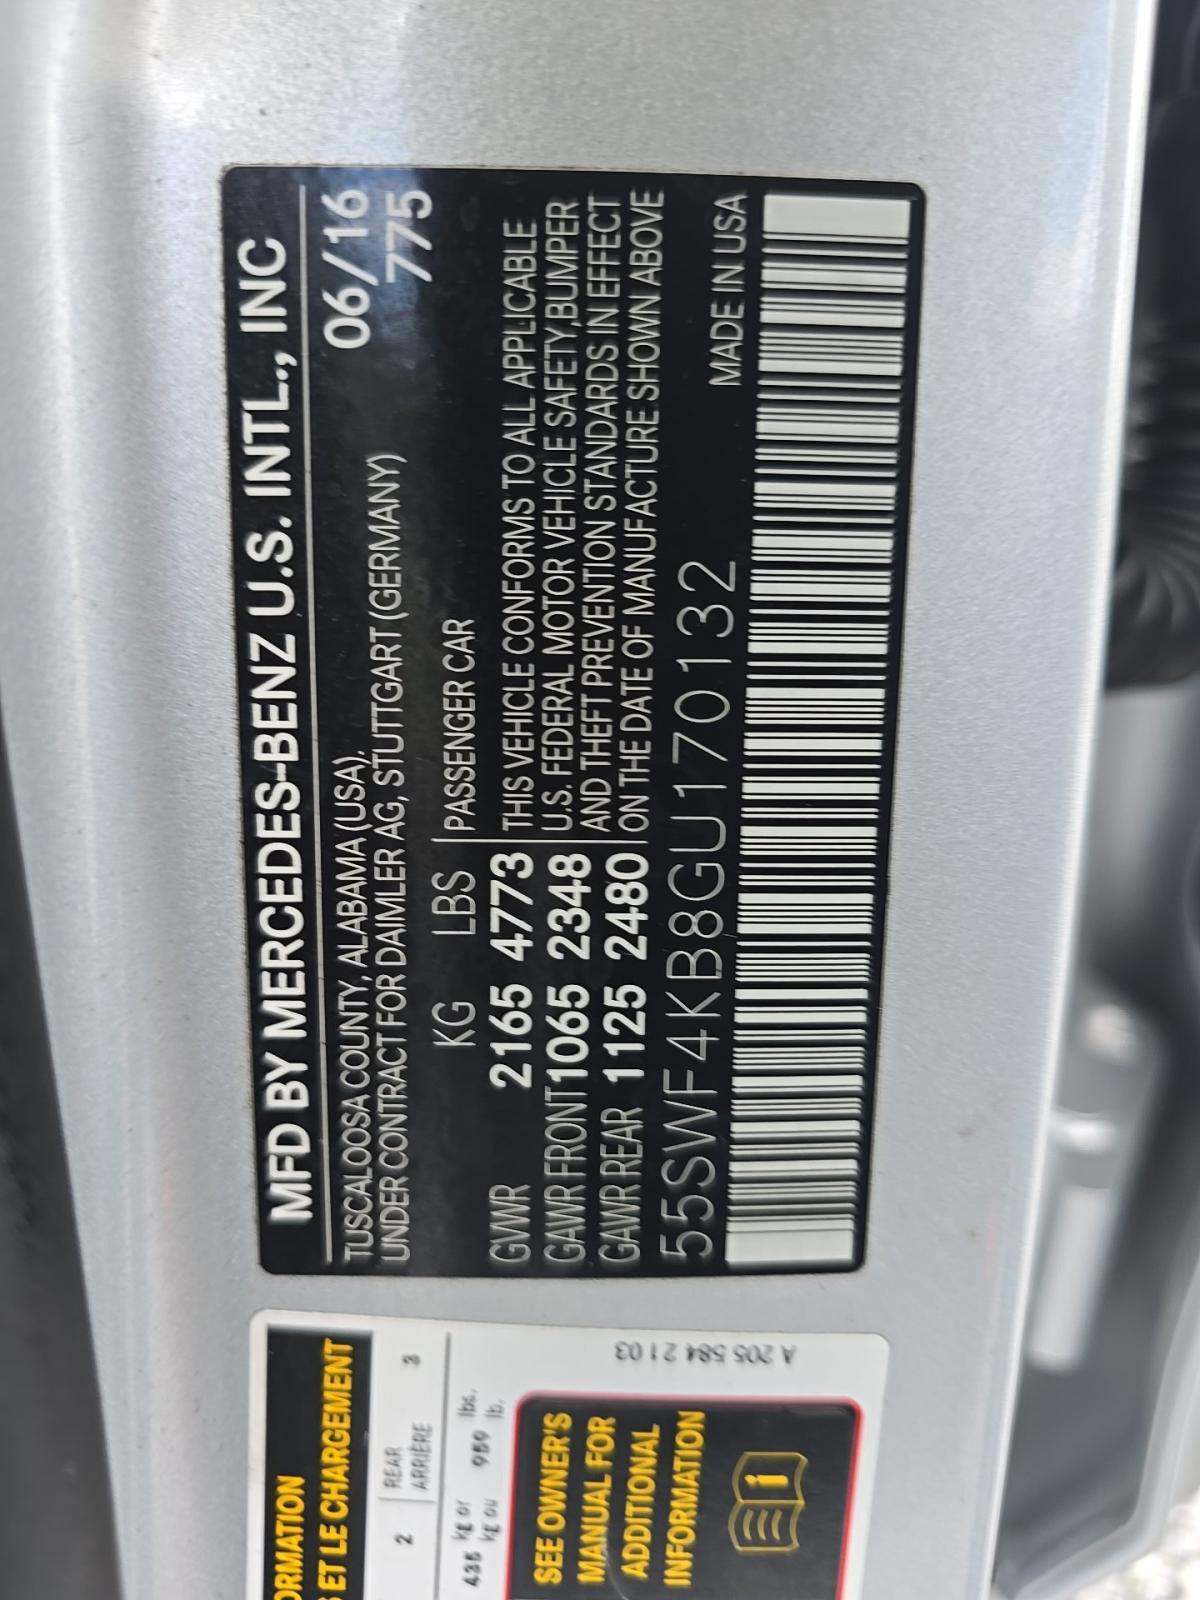 MFD BY MERCEDES-BENZ U.S. INTL., INC
TUSCALOOSA COUNTY, ALABAMA (USA), 06/16
UNDER CONTRACT FOR DAIMLER AG, STUTTGART (GERMANY) 775
KG LBS PASSENGER CAR
GVWR 2165 4773 THIS VEHICLE CONFORMS TO ALL APPLICABLE
GAWR FRONT 1065 2348 U.S. FEDERAL MOTOR VEHICLE SAFETY,BUMPER
GAWR REAR 1125 2480 AND THEFT PREVENTION STANDARDS IN EFFECT
ON THE DATE OF MANUFACTURE SHOWN ABOVE
55SWF4KB8GU170132 MADE IN USA
ORMATION
S ET LE CHARGEMENT
2 REAR 3
ARRIÈRE
435 kg or 959 lbs.
kg ou lb.
SEE OWNER'S
MANUAL FOR
ADDITIONAL
INFORMATION
A 205 584 21 03